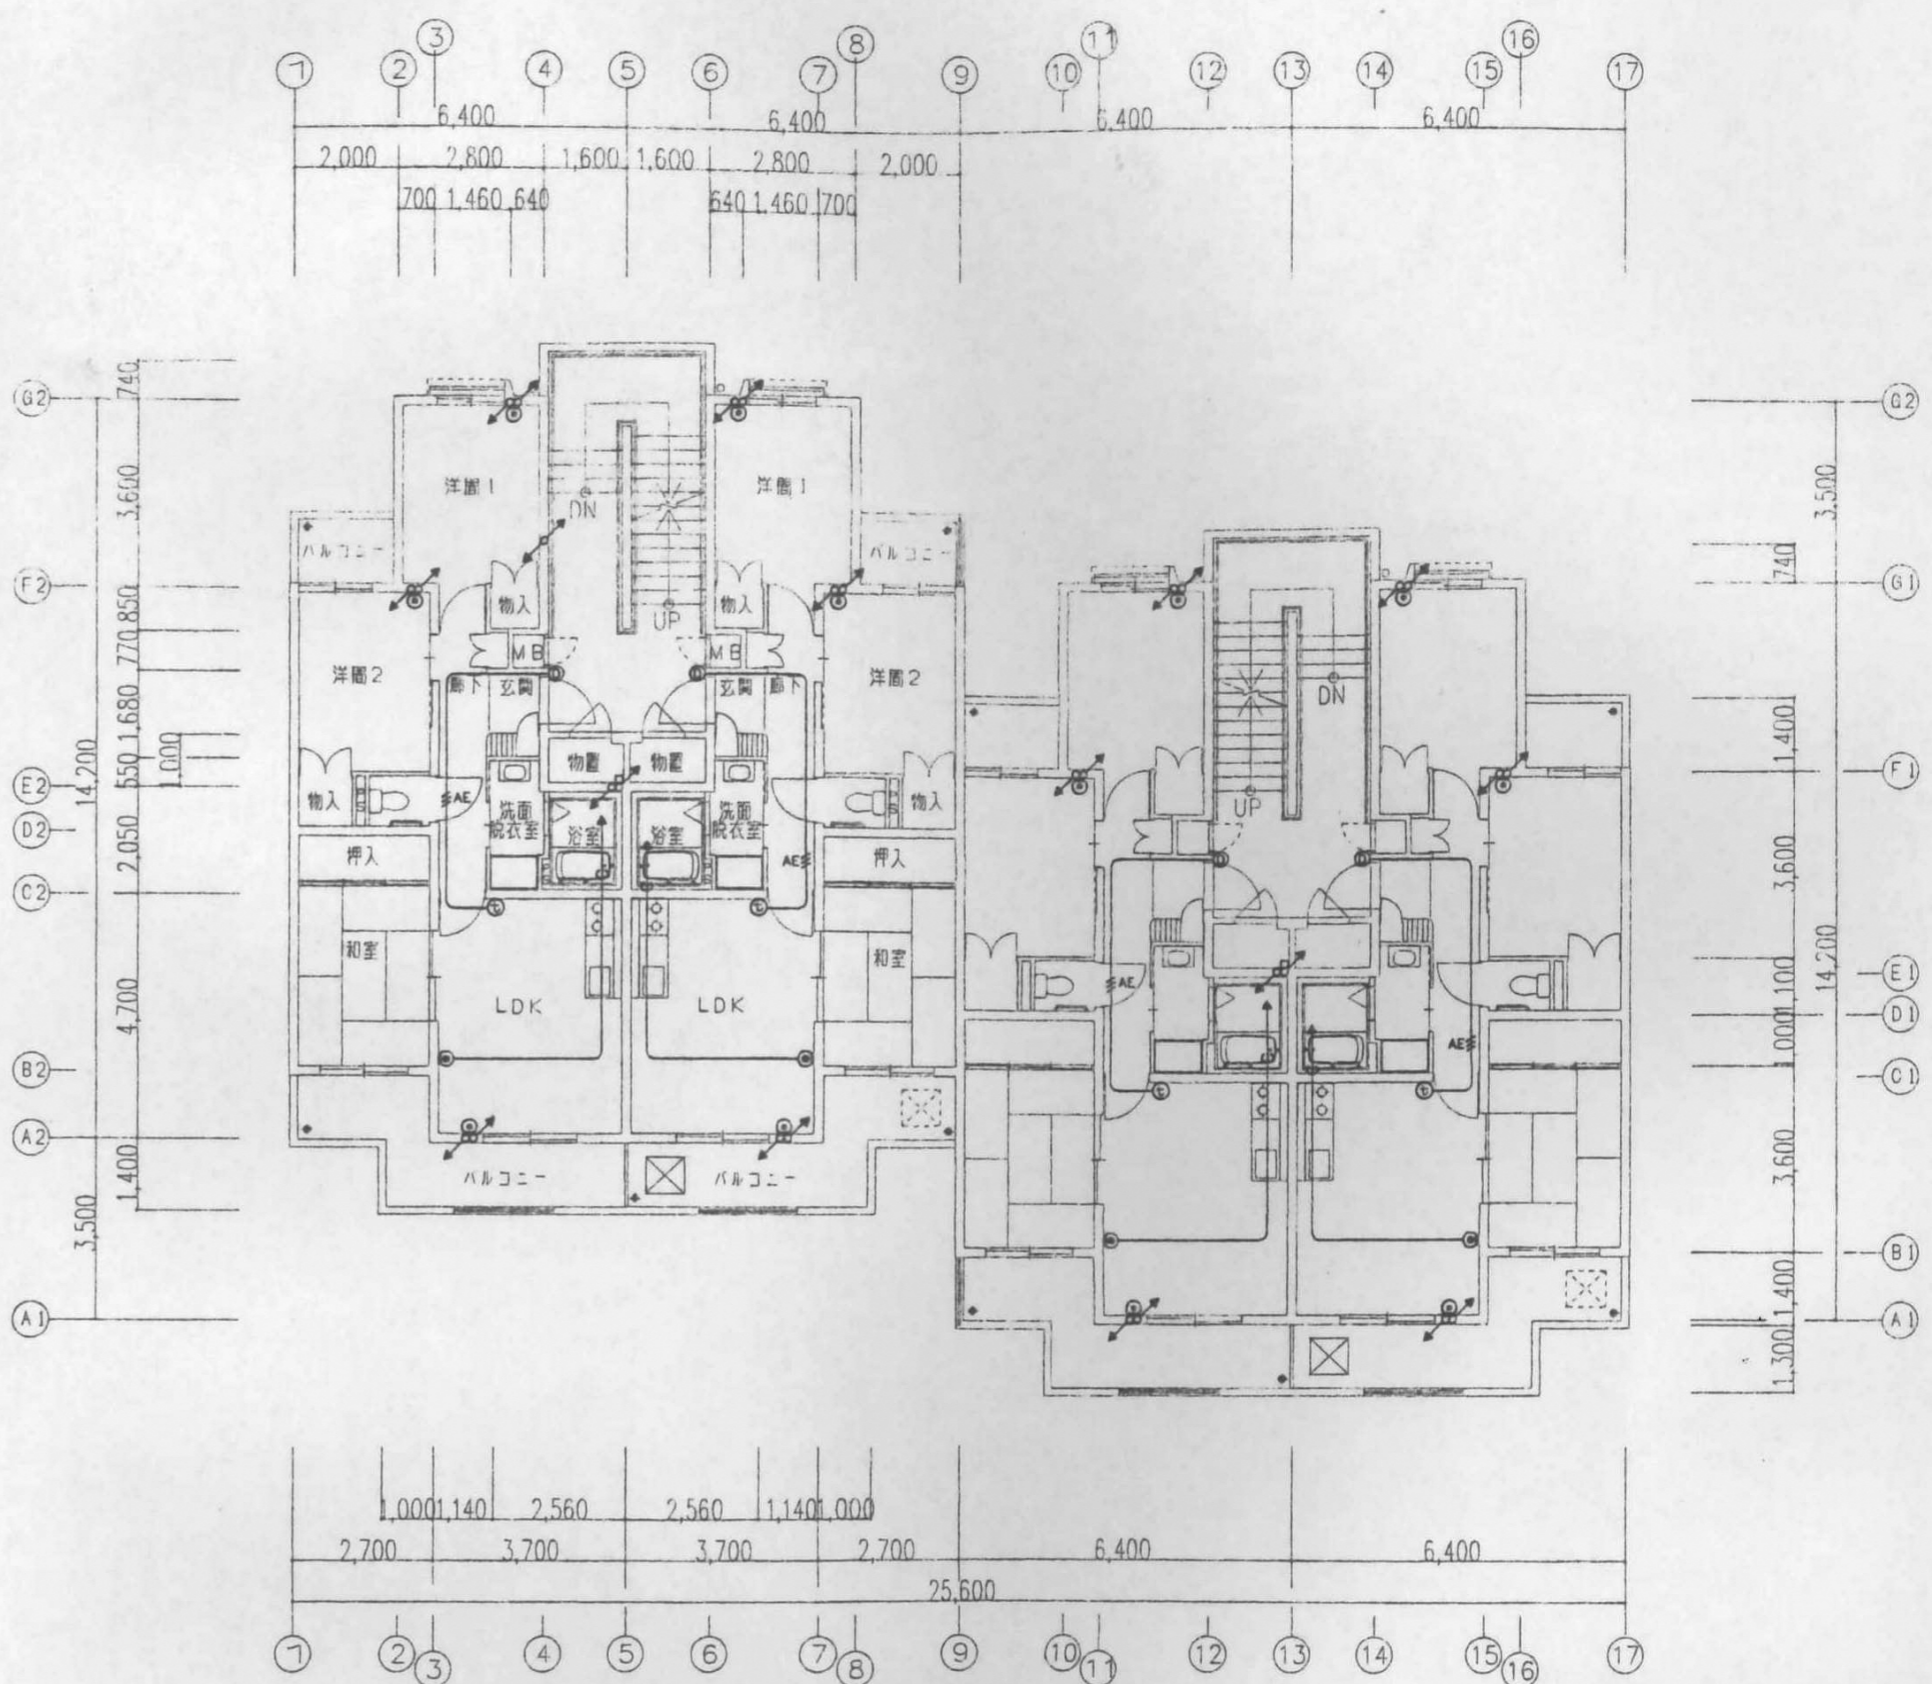 3 8 11 16
1 2 4 5 6 7 9 10 12 13 14 15 17
6,400 6,400 6,400 6,400
2,000 2,800 1,600 1,600 2,800 2,000
700 1,460 640 640 1,460 700
740
G2 G2
洋間1 洋間1
3,600 3,500
DN
バルコニー バルコニー
740
F2 G1
850 物入 物入
UP
770 MB MB
洋間2 廊下 玄関 玄関 廊下 洋間2
DN
1,680
1,400
14,200 550 1,000 物置 物置
E2 F1
物入 PS AE 洗面脱衣室 洗面脱衣室 PS 物入
UP
D2
浴室 浴室
2,050 押入 AE 押入
3,600
C2
和室 和室
14,200
E1
1,100
AE
LDK LDK
4,700
D1
1,000
AE
B2 C1
A2
3,600
1,400 バルコニー バルコニー
3,500
B1
1,400
A1 A1
1,300
1,000 1,140 2,560 2,560 1,140 1,000
2,700 3,700 3,700 2,700 6,400 6,400
25,600
1 2 4 5 6 7 9 10 12 13 14 15 17
3 8 11 16